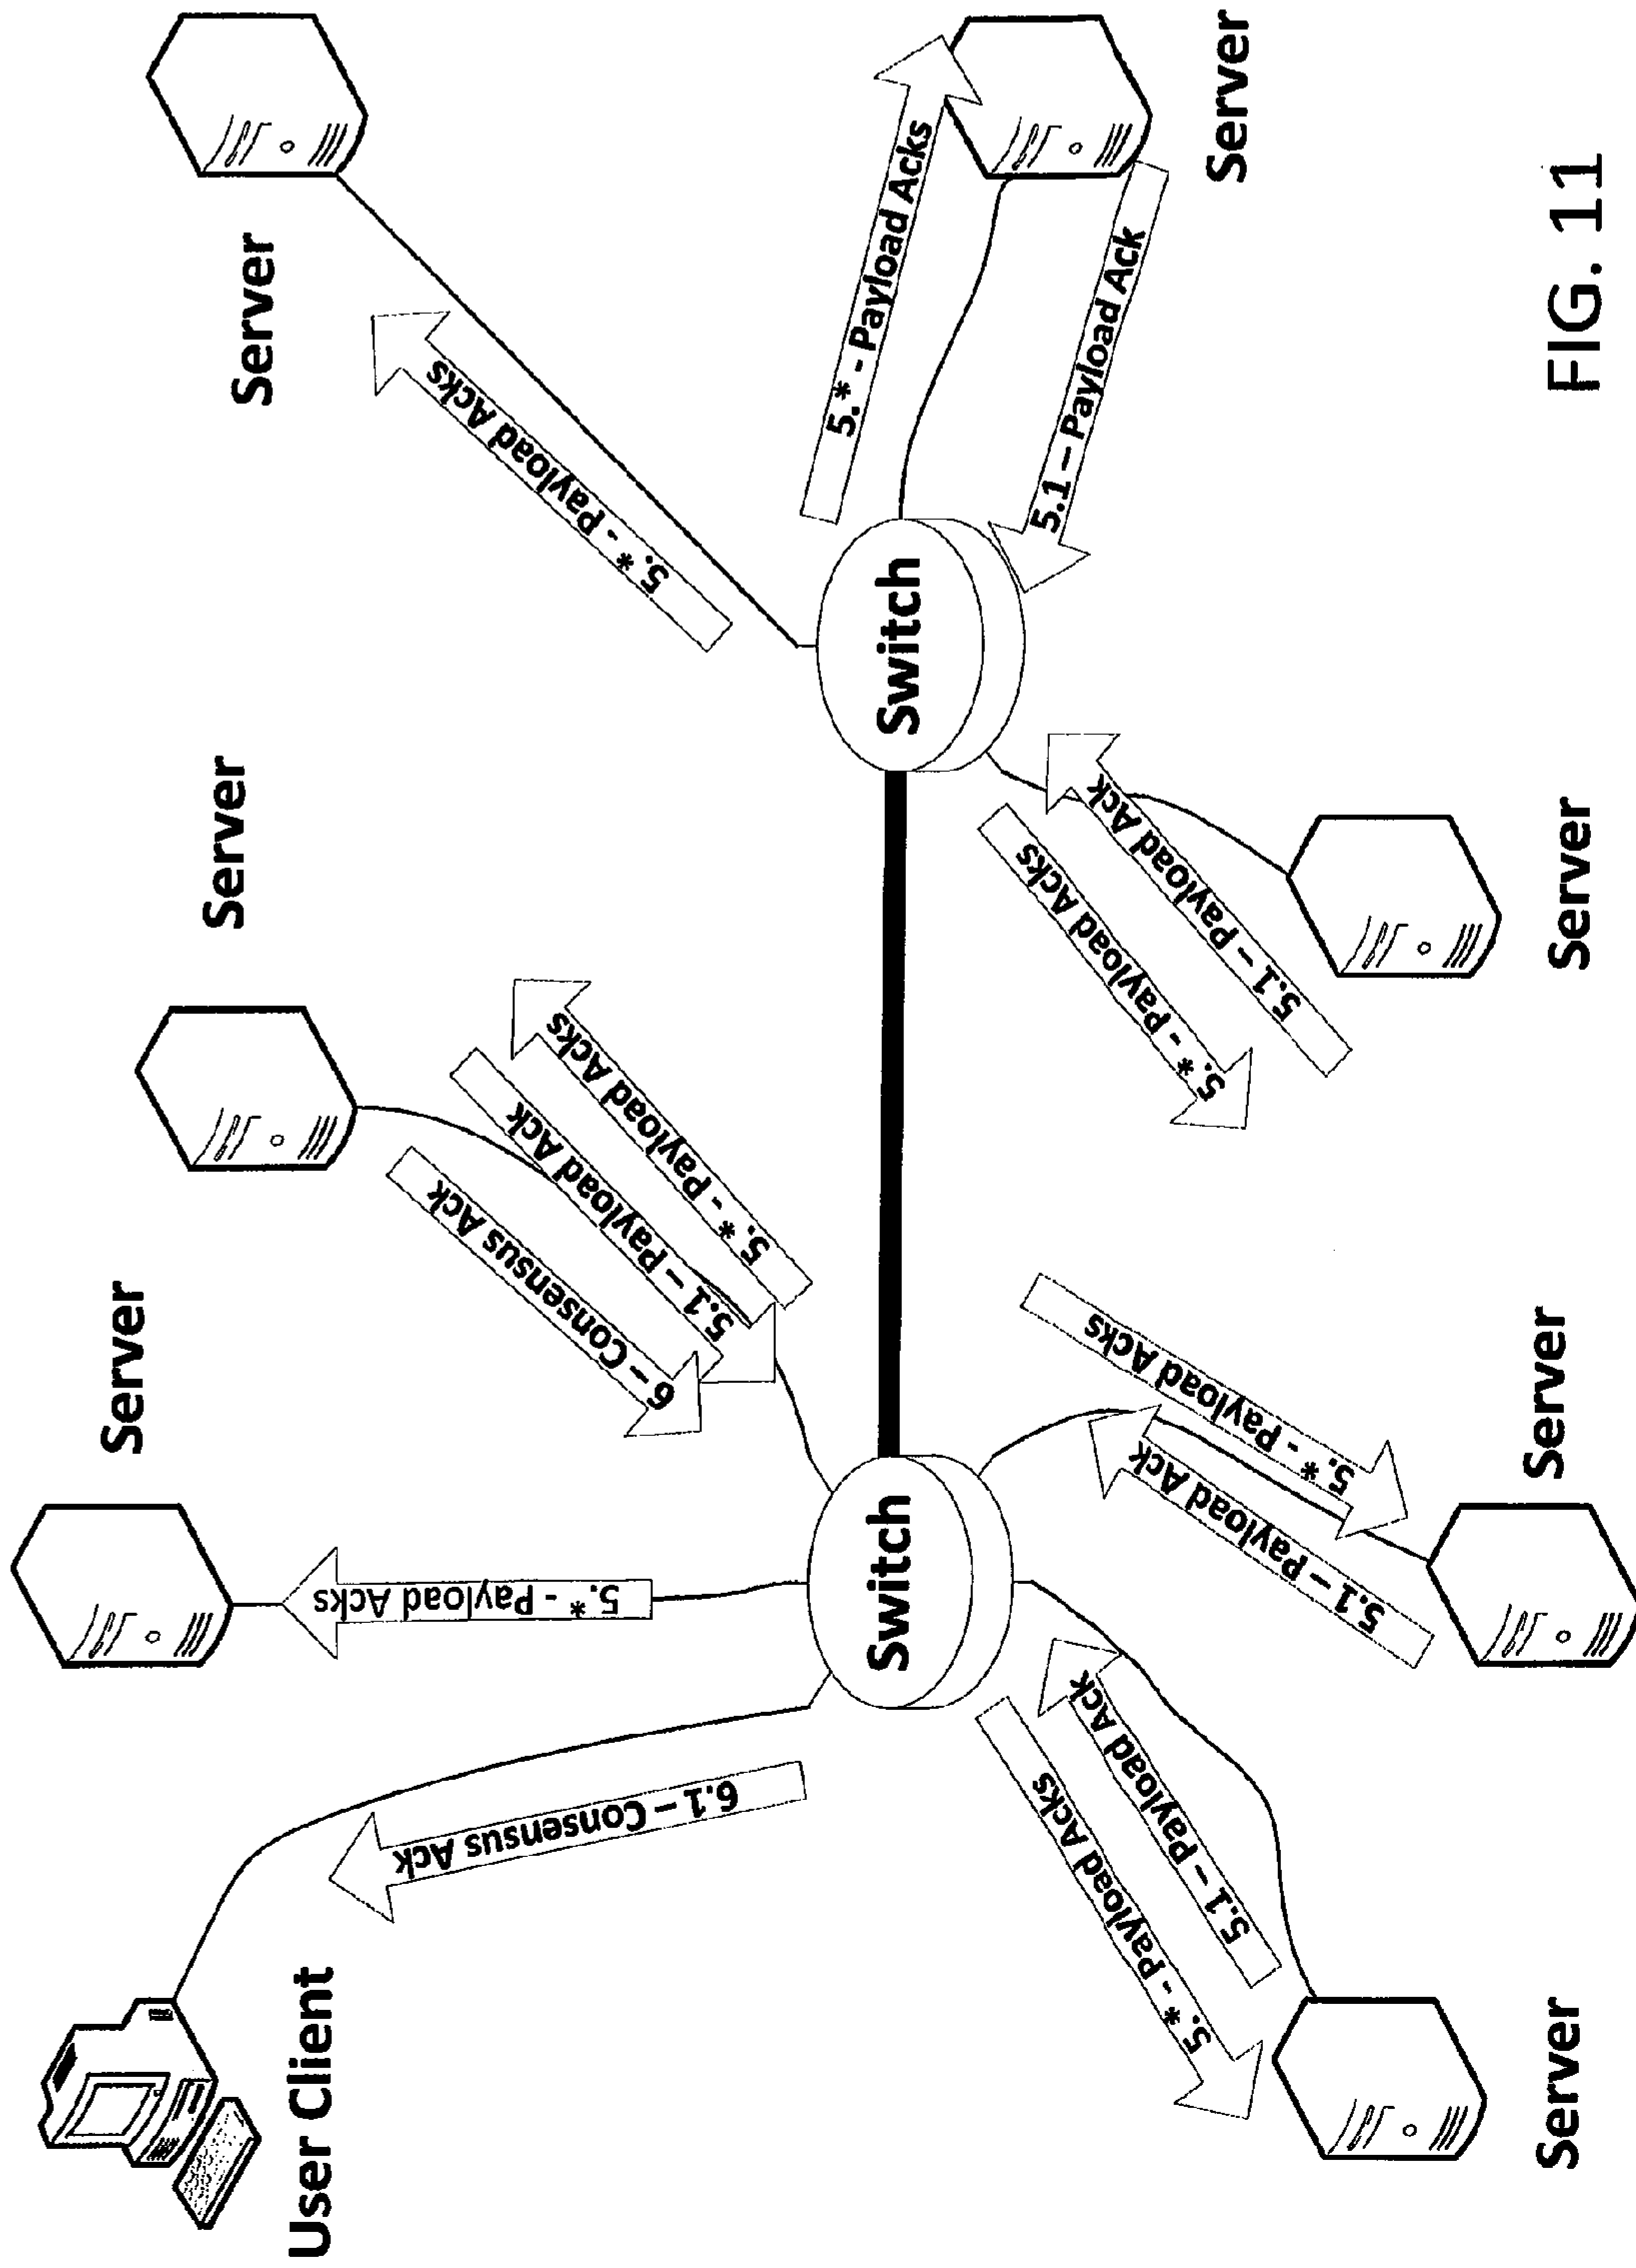 Server
Server
Server
User Client
6.1 – Consensus Ack
5.* - Payload Acks
6 – Consensus Ack
5.1 – Payload Ack
5.* - Payload Acks
5.* - Payload Acks
5.* - Payload Acks
Switch
Switch
5.1 – Payload Ack
5.* - Payload Acks
5.1 – Payload Ack
5.1 – Payload Ack
5.* - Payload Acks
5.* - Payload Acks
5.1 – Payload Ack
Server
Server
Server
Server
FIG. 11